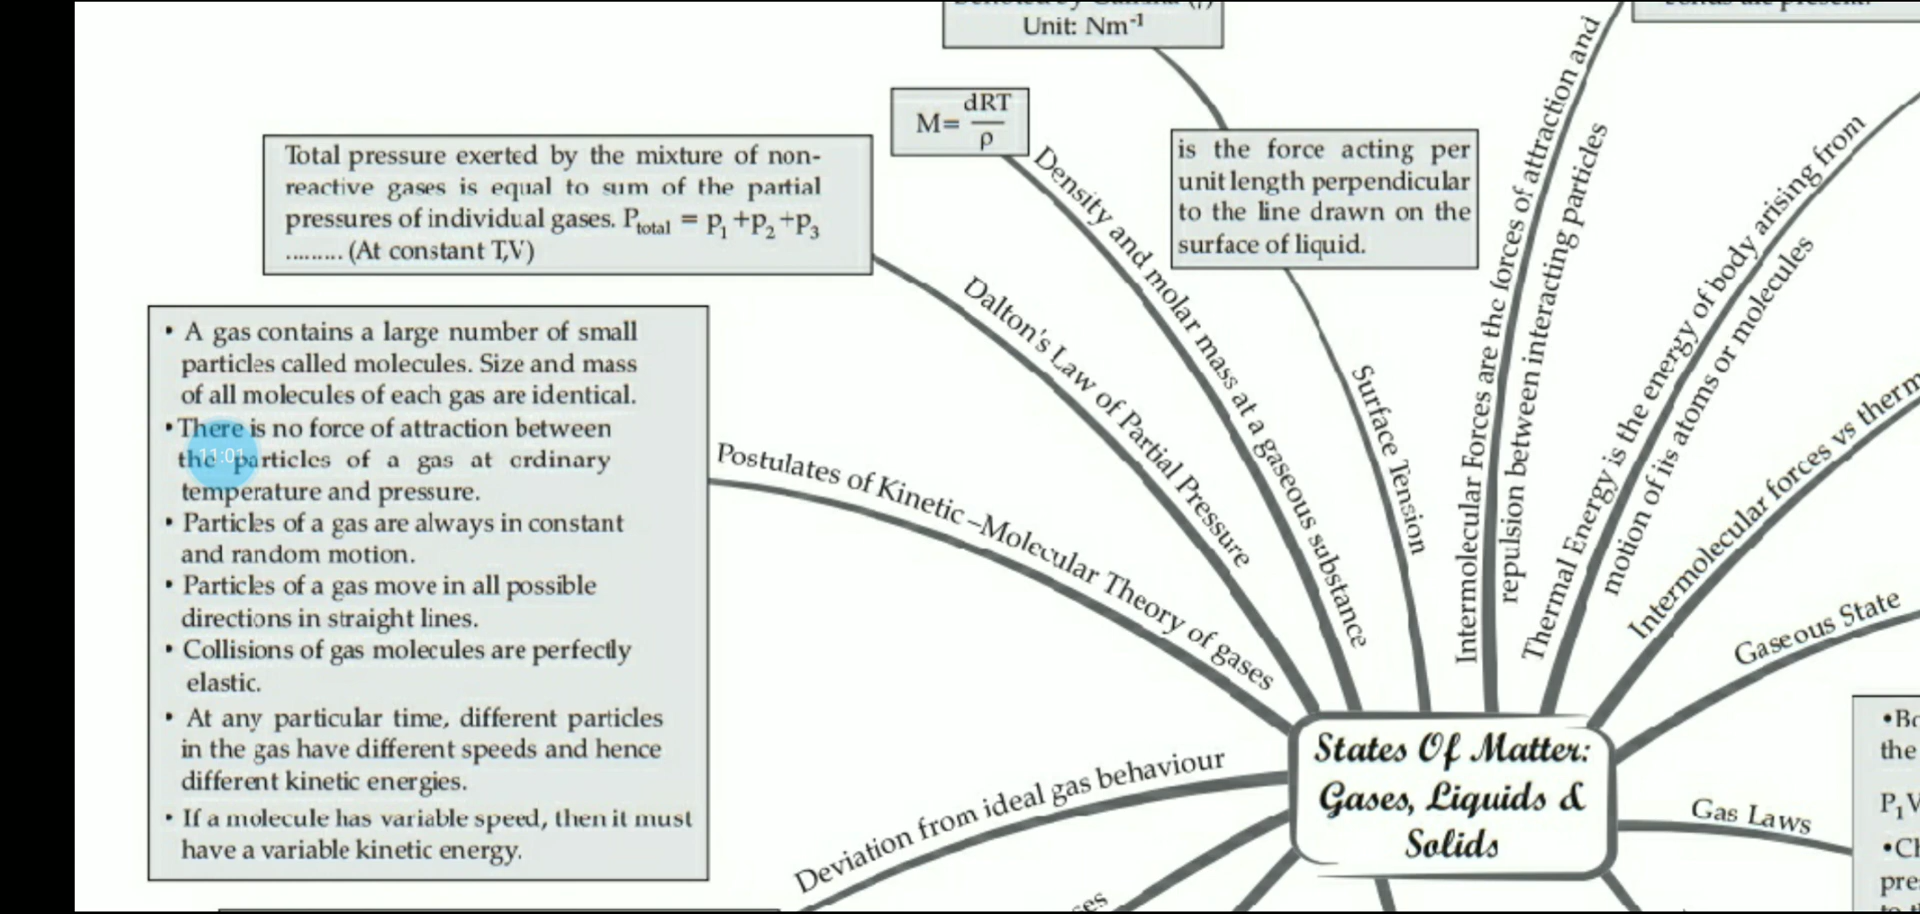 Unit: Nm⁻¹
M= dRT
ρ
Total pressure exerted by the mixture of non-
reactive gases is equal to sum of the partial
pressures of individual gases. P_total = p₁ +p₂ +p₃
......... (At constant T,V)
is the force acting per
unit length perpendicular
to the line drawn on the
surface of liquid.
• A gas contains a large number of small
particles called molecules. Size and mass
of all molecules of each gas are identical.
• There is no force of attraction between
the particles of a gas at ordinary
temperature and pressure.
11:01
• Particles of a gas are always in constant
and random motion.
• Particles of a gas move in all possible
directions in straight lines.
• Collisions of gas molecules are perfectly
elastic.
• At any particular time, different particles
in the gas have different speeds and hence
different kinetic energies.
• If a molecule has variable speed, then it must
have a variable kinetic energy.
Postulates of Kinetic –Molecular Theory of gases
Dalton's Law of Partial Pressure
Density and molar mass at a gaseous substance
Surface Tension
Intermolecular Forces are the forces of attraction and
repulsion between interacting particles
Thermal Energy is the energy of body arising from
motion of its atoms or molecules
Intermolecular forces vs
Gaseous State
Gas Laws
Deviation from ideal gas behaviour
States Of Matter:
Gases, Liquids &
Solids
the
P₁V